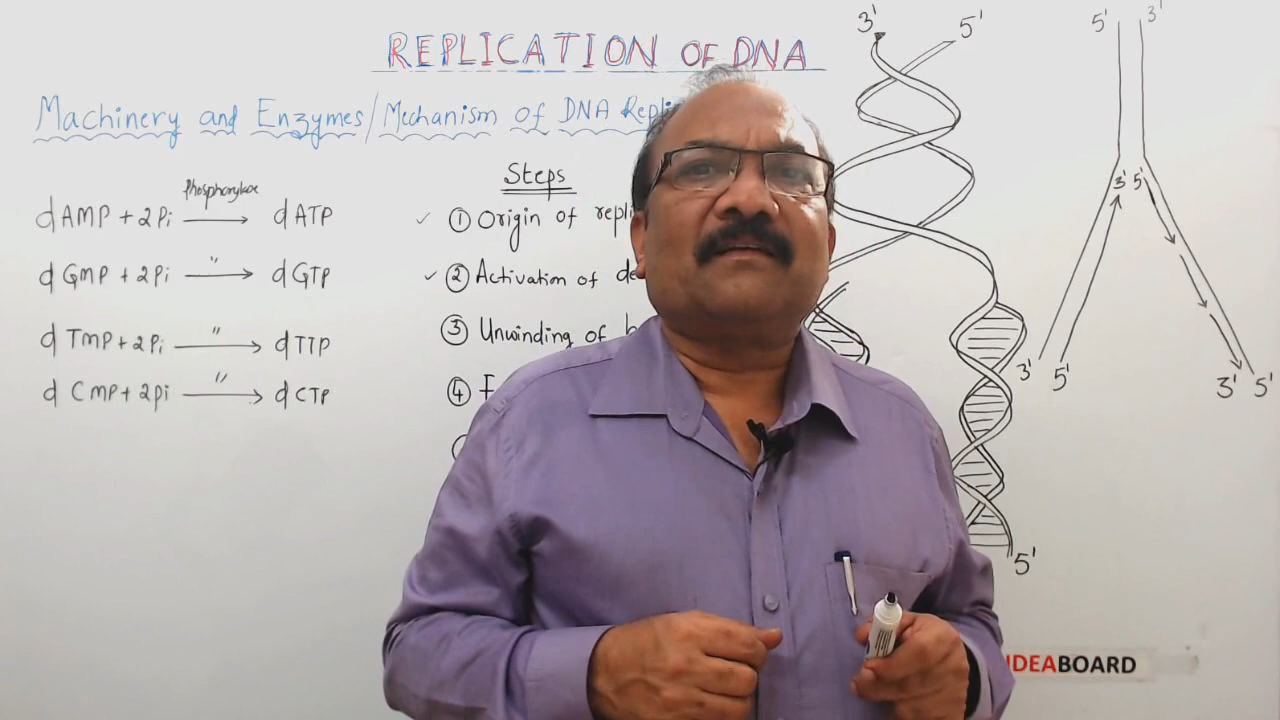 REPLICATION OF DNA
Machinery and Enzymes/Mechanism of DNA Repli
Phosphorylase
dAMP + 2Pi → dATP
dGMP + 2Pi " → dGTP
dTMP + 2Pi " → dTTP
dCMP + 2Pi " → dCTP
Steps
✓ ① Origin of repli
✓ ② Activation of de
③ Unwinding of
④ F
3' 5'
5'
5' 3'
3' 5'
3' 5'
3' 5'
IDEABOARD